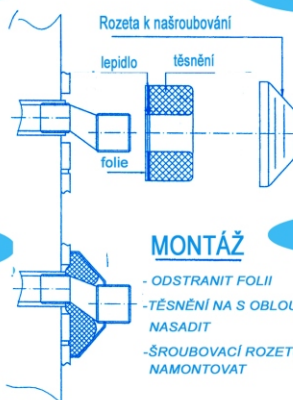 Rozeta k našroubování
lepidlo
těsnění
folie
MONTÁŽ
- ODSTRANIT FOLII
-TĚSNĚNÍ NA S OBLOU
NASADIT
-ŠROUBOVACÍ ROZET
NAMONTOVAT